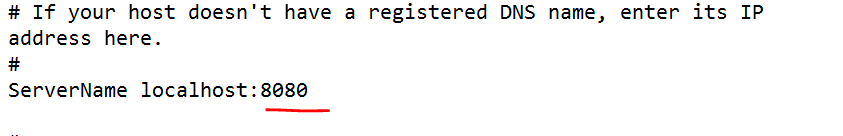 # If your host doesn't have a registered DNS name, enter its IP
address here.
#
ServerName localhost:8080